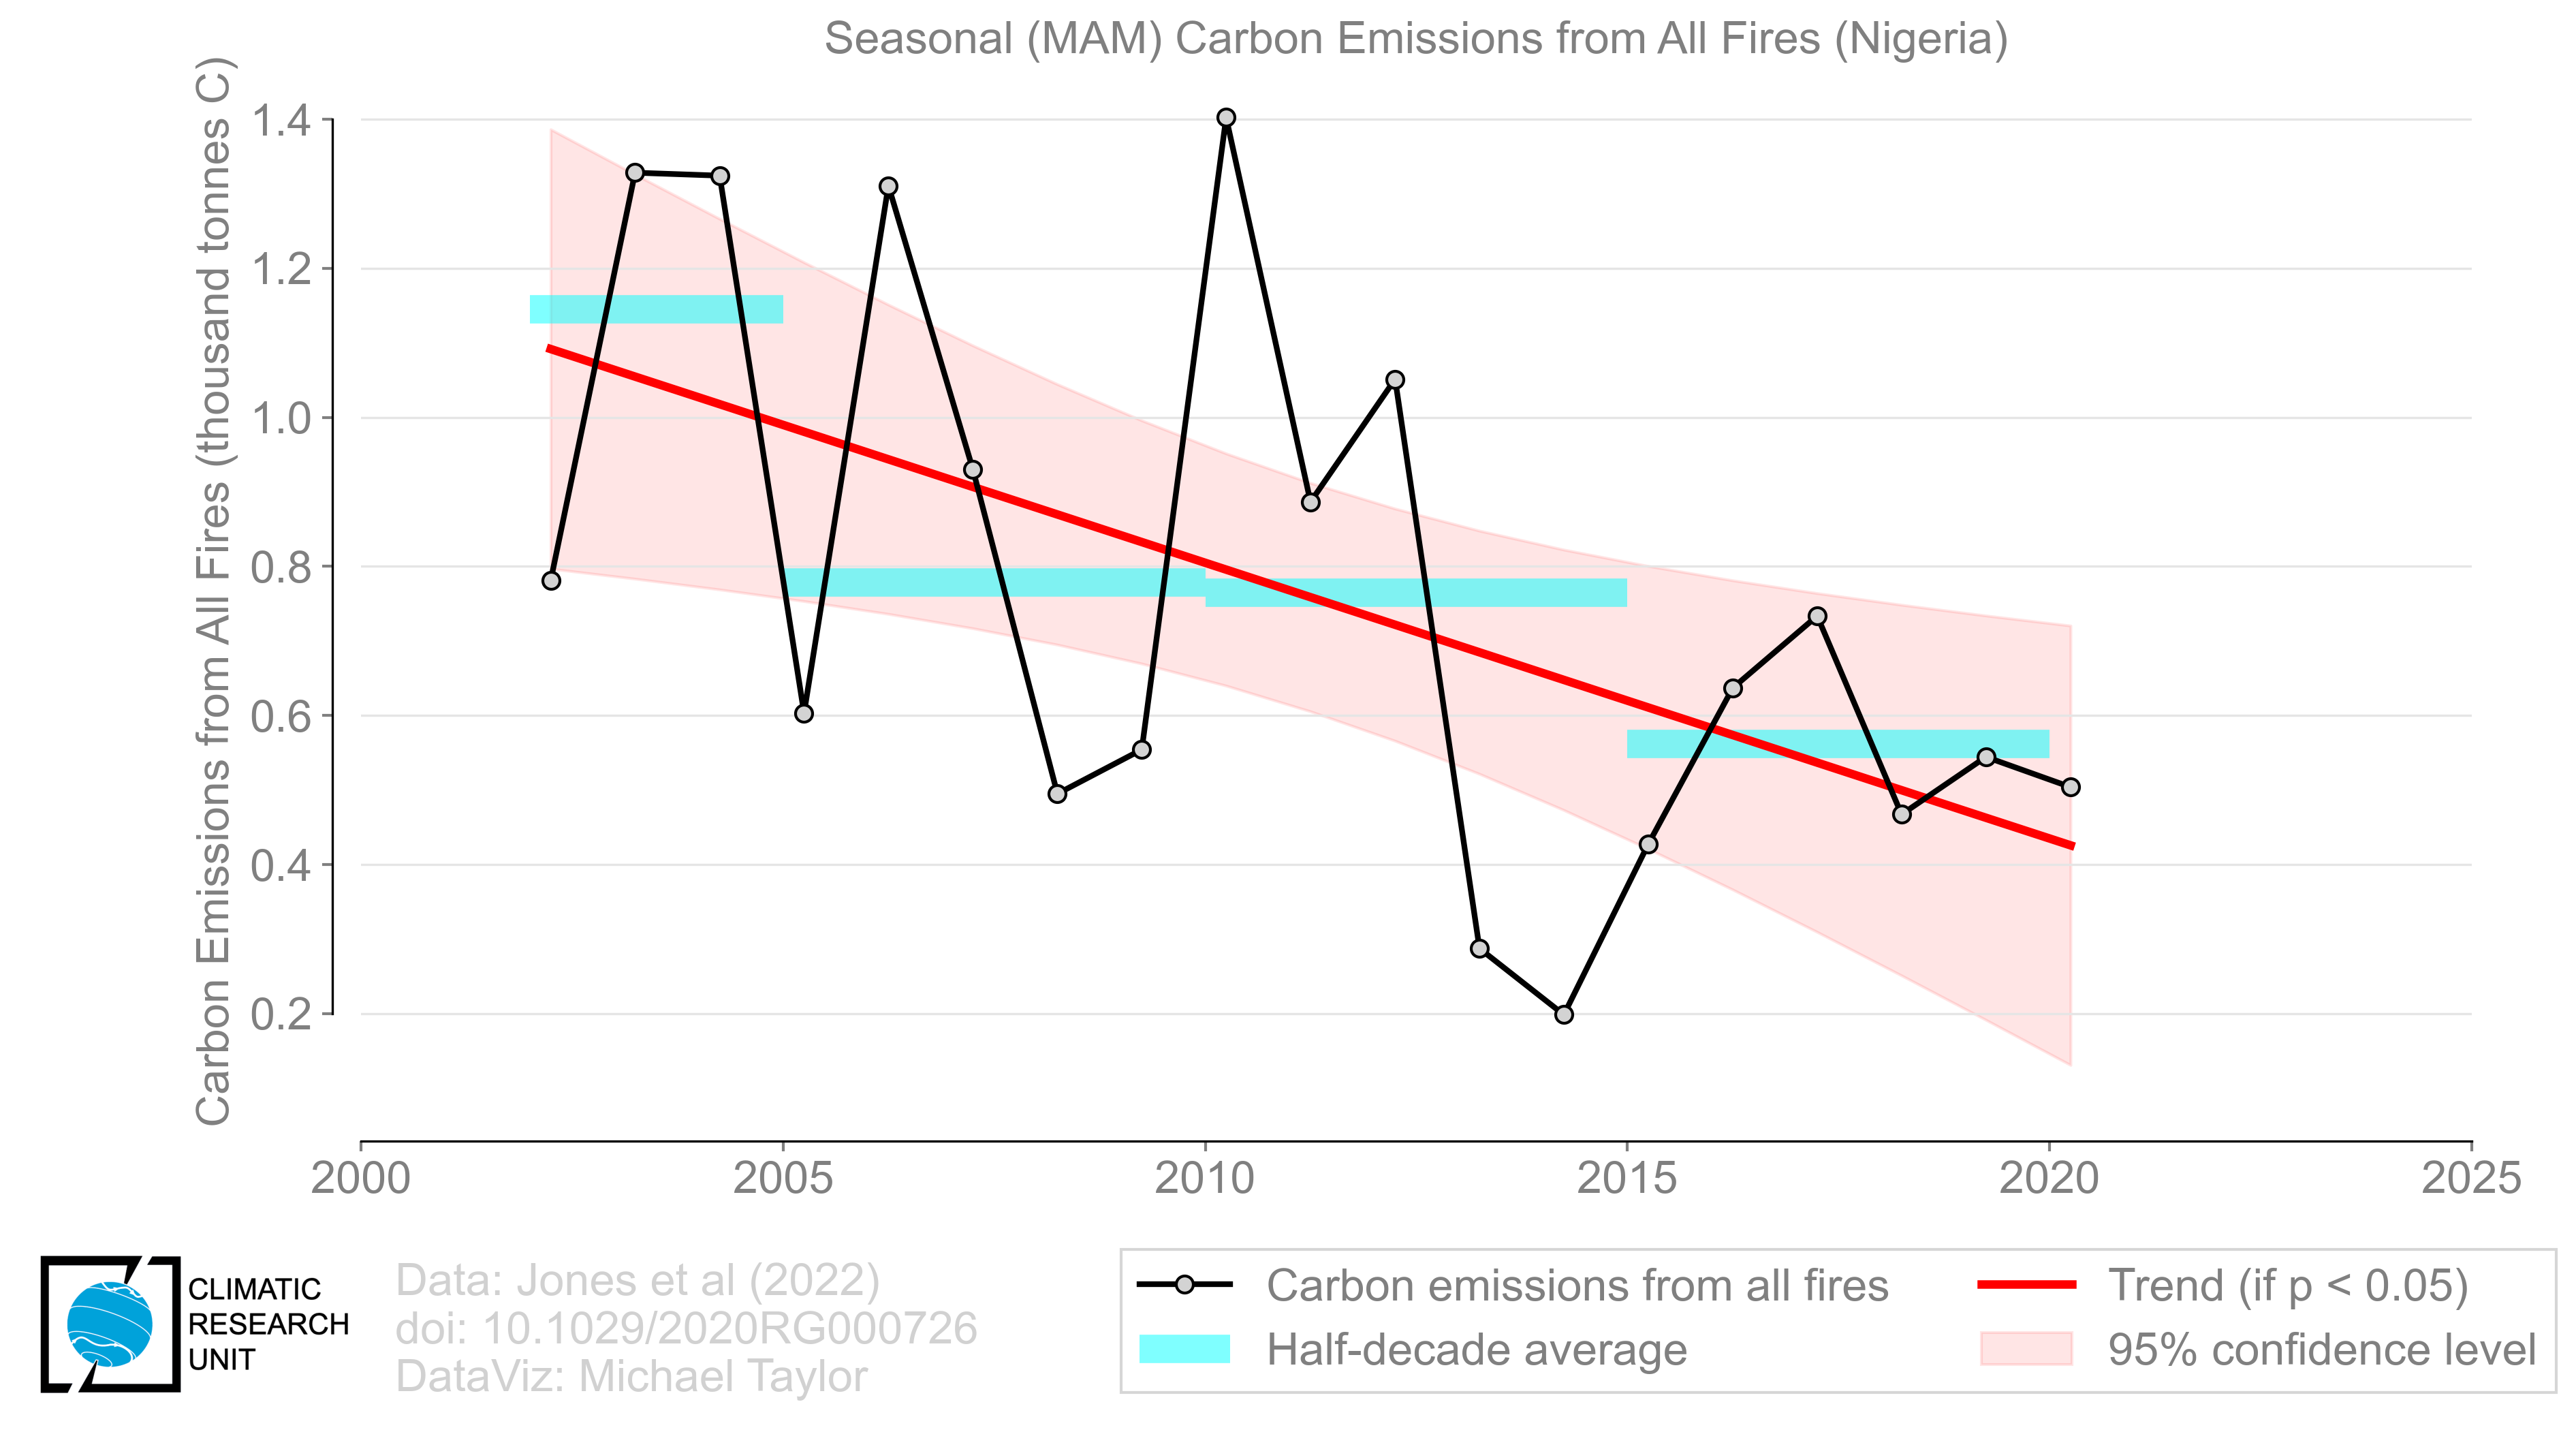 Seasonal (MAM) Carbon Emissions from All Fires (Nigeria)
Carbon Emissions from All Fires (thousand tonnes C)
1.4
1.2
1.0
0.8
0.6
0.4
0.2
2000 2005 2010 2015 2020 2025
CLIMATIC
RESEARCH
UNIT
Data: Jones et al (2022)
doi: 10.1029/2020RG000726
DataViz: Michael Taylor
Carbon emissions from all fires
Half-decade average
Trend (if p < 0.05)
95% confidence level